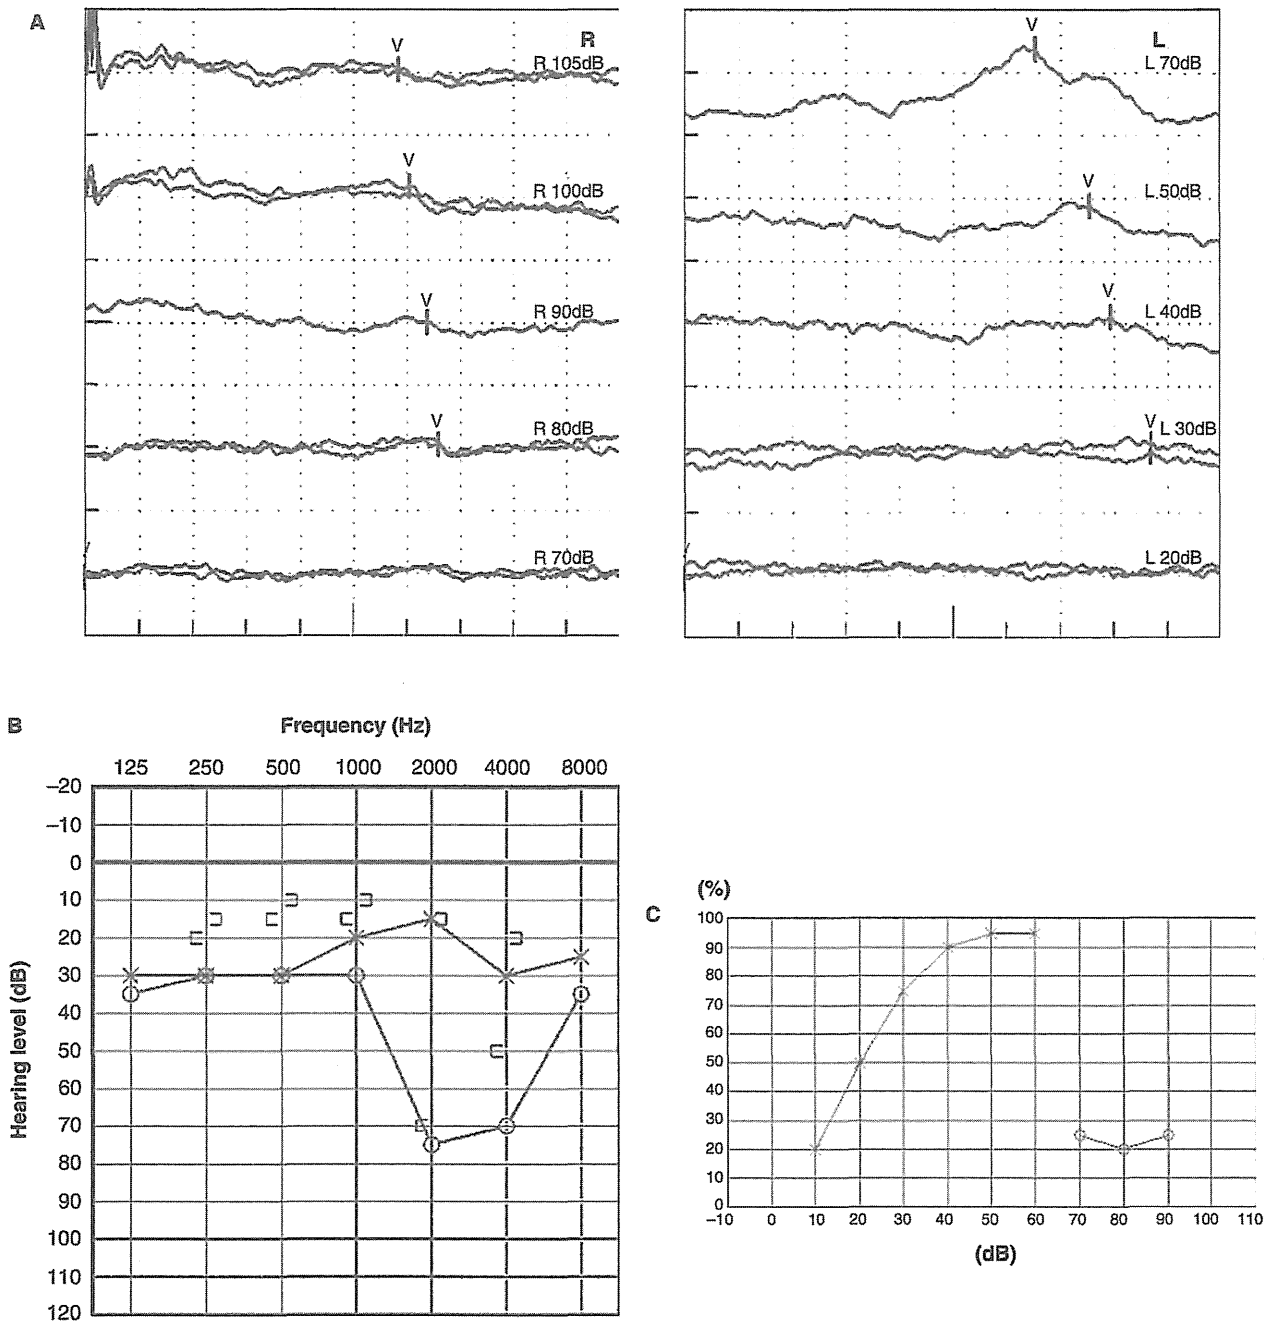 A
R
L
V
R 105dB
V
L 70dB
V
R 100dB
V
L 50dB
V
R 90dB
V
L 40dB
V
R 80dB
V
L 30dB
R 70dB
L 20dB
B
Frequency (Hz)
125 250 500 1000 2000 4000 8000
Hearing level (dB)
–20
–10
0
10
20
30
40
50
60
70
80
90
100
110
120
C
(%)
100
90
80
70
60
50
40
30
20
10
0
–10 0 10 20 30 40 50 60 70 80 90 100 110
(dB)